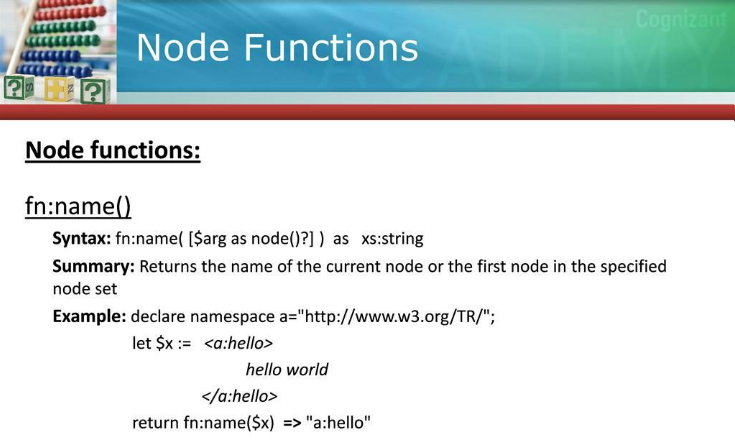 Cognizant
ACADEMY
Node Functions
Node functions:
fn:name()
Syntax: fn:name( [$arg as node()?] ) as xs:string
Summary: Returns the name of the current node or the first node in the specified
node set
Example: declare namespace a="http://www.w3.org/TR/";
let $x := <a:hello>
hello world
</a:hello>
return fn:name($x) => "a:hello"